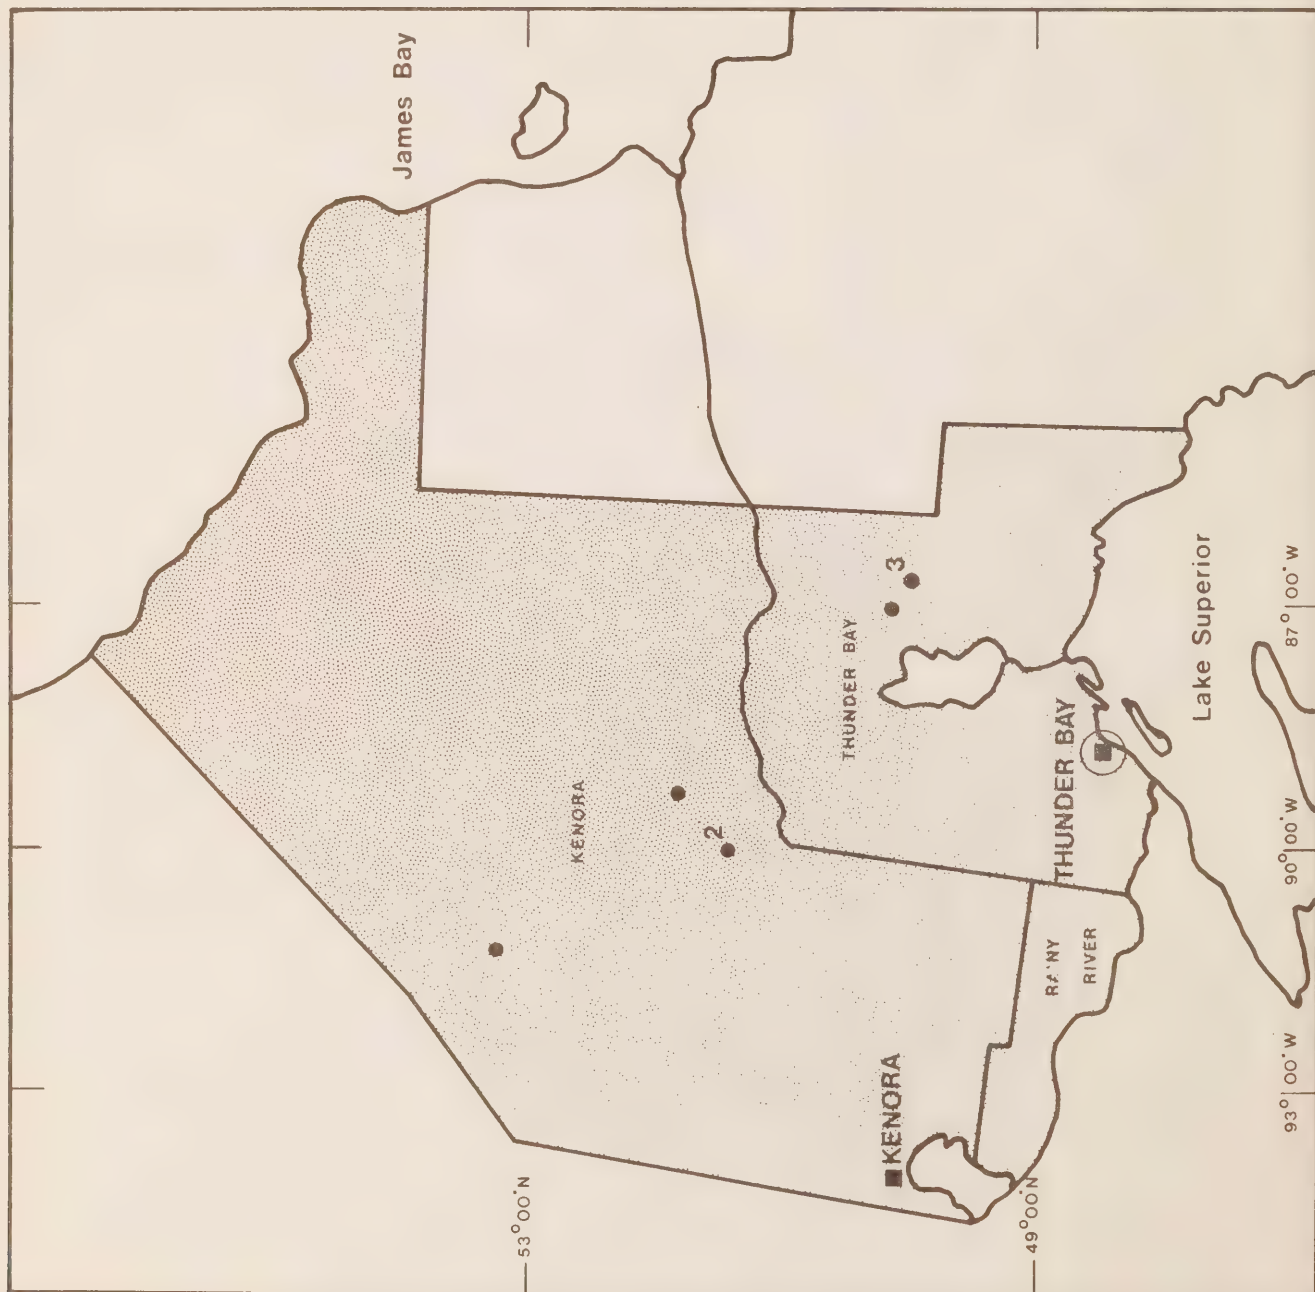 James Bay
KENORA
2
THUNDER BAY
3
THUNDER BAY
Lake Superior
KENORA
RAINY
RIVER
53°00'N
49°00'N
93°00'W
90°00'W
87°00'W